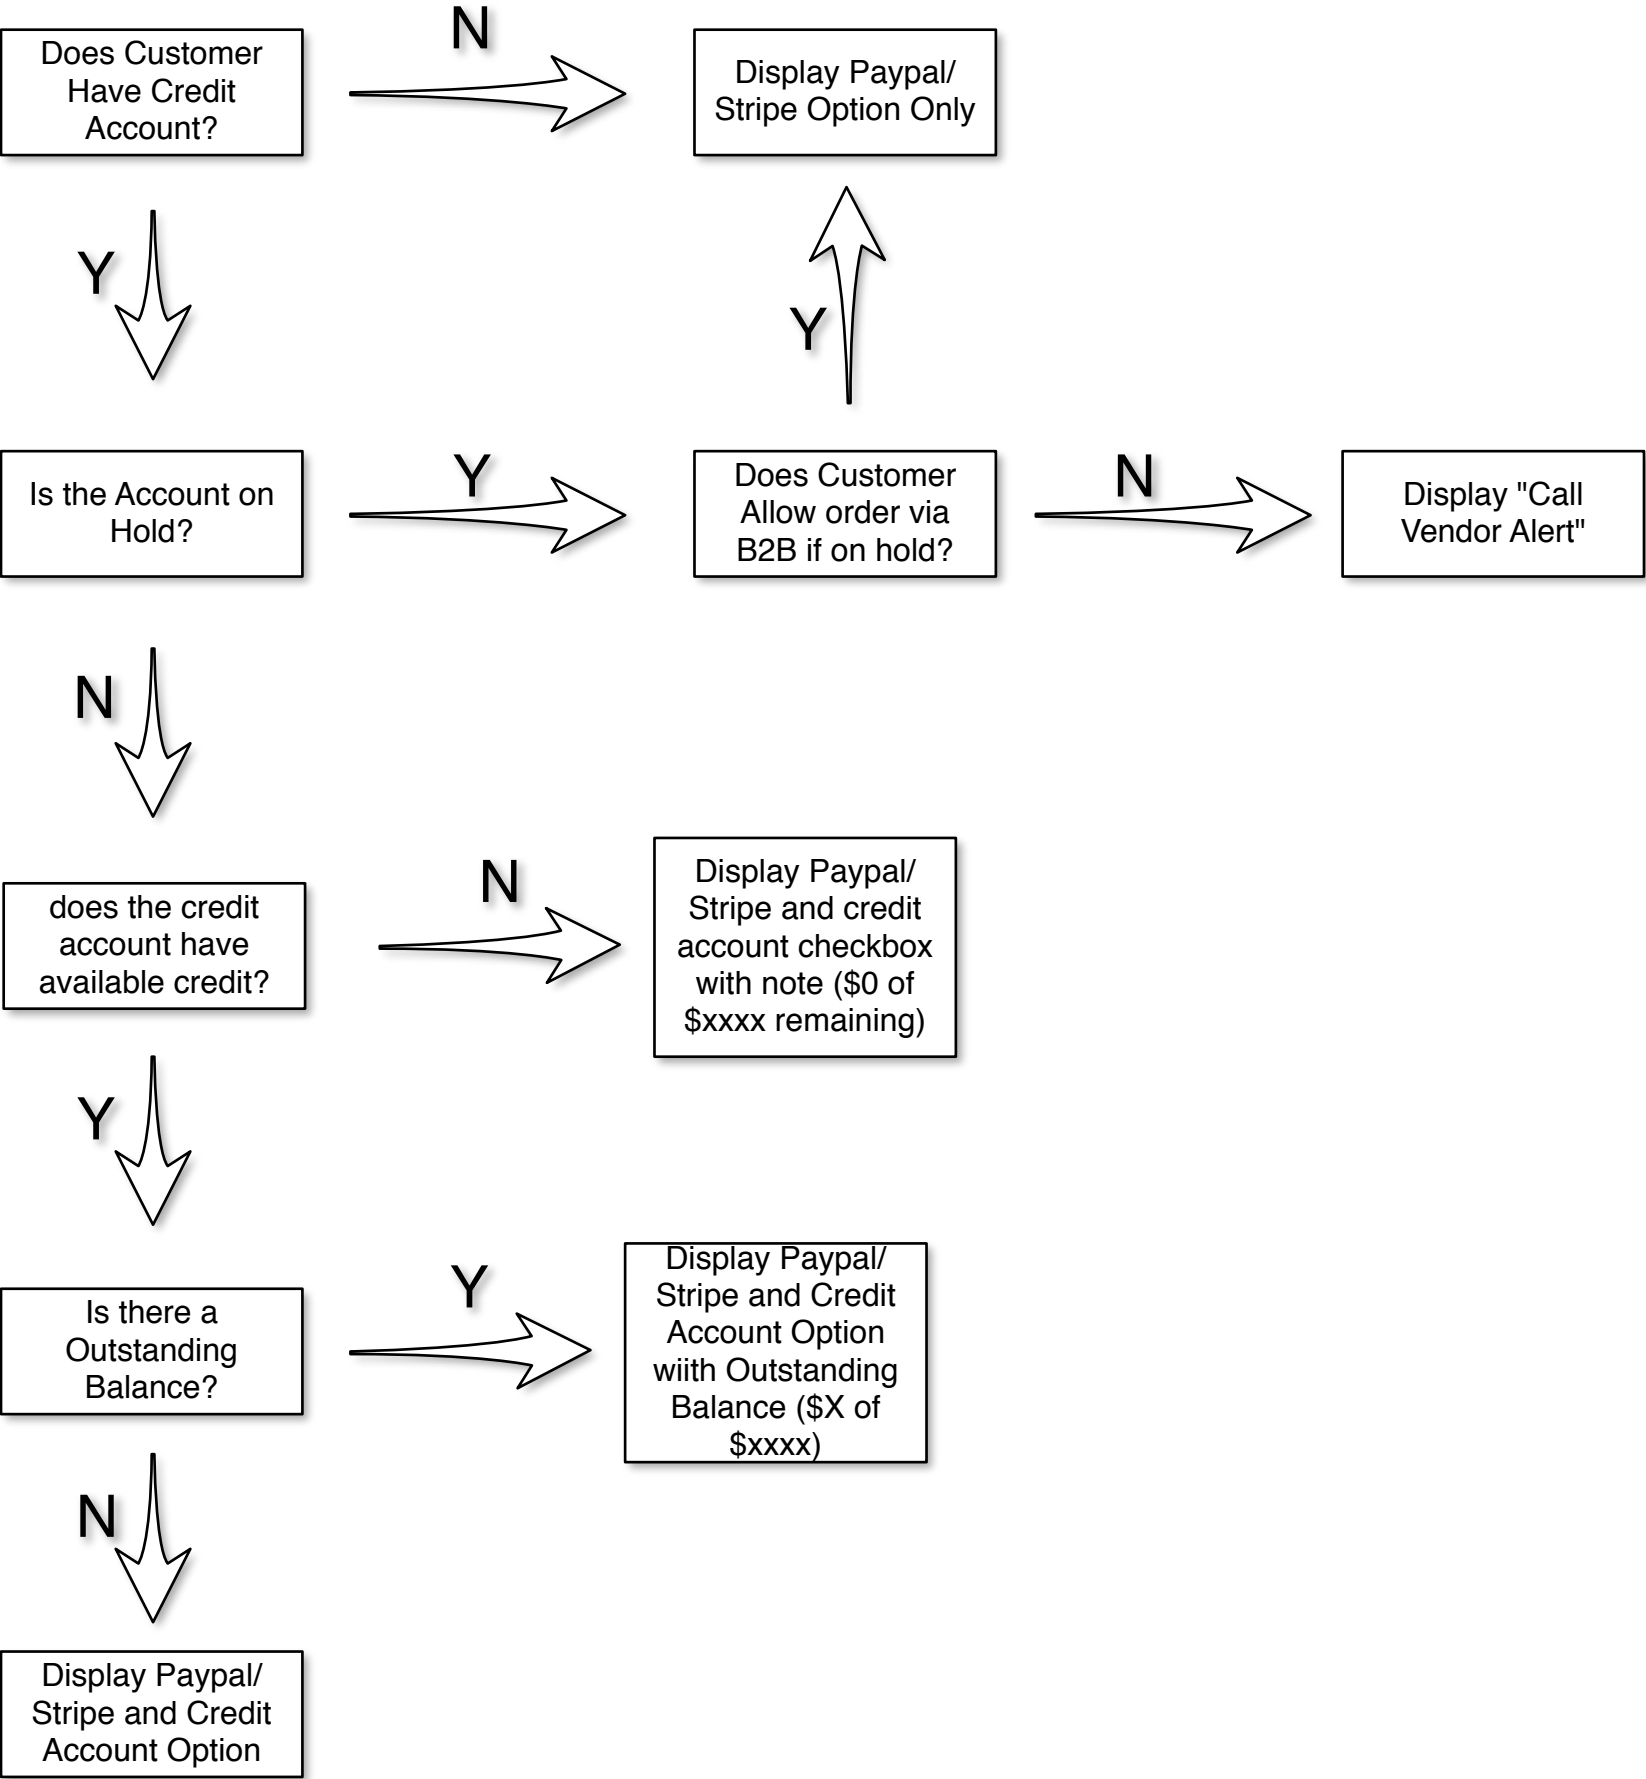 Does Customer
Have Credit
Account?
N
Display Paypal/
Stripe Option Only
Y
Y
Is the Account on
Hold?
Y
Does Customer
Allow order via
B2B if on hold?
N
Display "Call
Vendor Alert"
N
does the credit
account have
available credit?
N
Display Paypal/
Stripe and credit
account checkbox
with note ($0 of
$xxxx remaining)
Y
Is there a
Outstanding
Balance?
Y
Display Paypal/
Stripe and Credit
Account Option
wiith Outstanding
Balance ($X of
$xxxx)
N
Display Paypal/
Stripe and Credit
Account Option